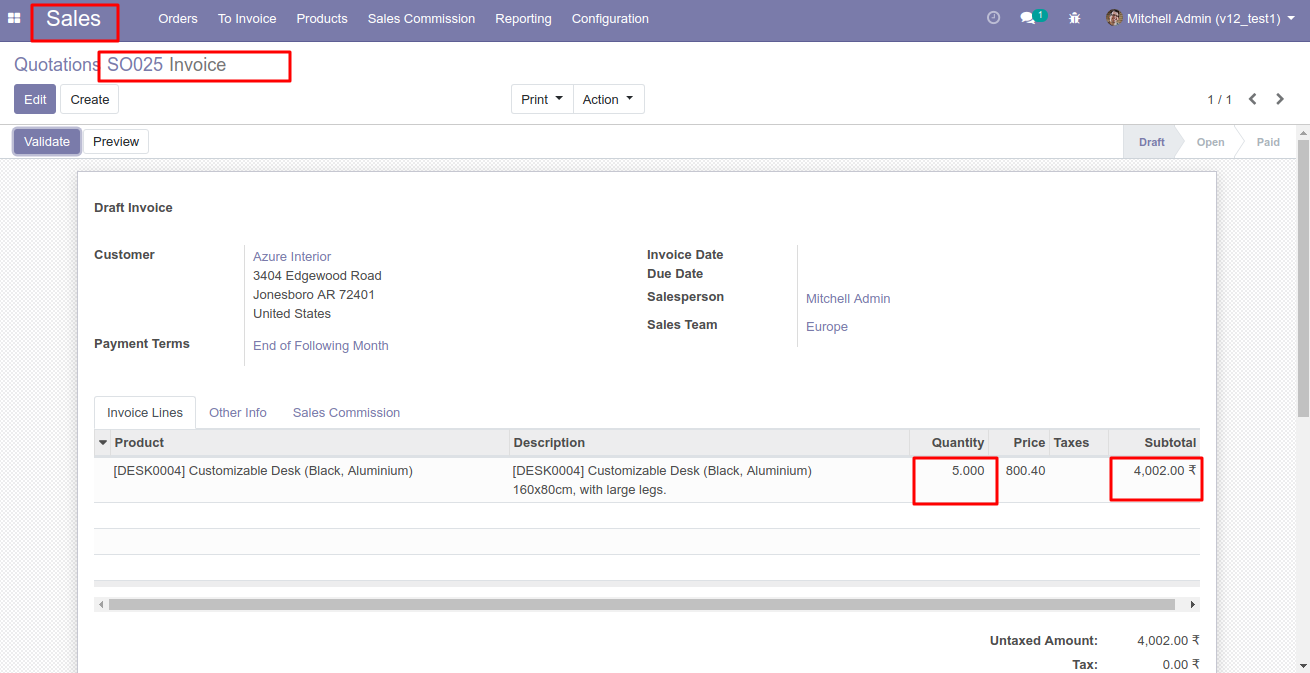 Sales Orders To Invoice Products Sales Commission Reporting Configuration 1 Mitchell Admin (v12_test1)
Quotations SO025 Invoice
Edit Create Print Action 1 / 1
Validate Preview Draft Open Paid
Draft Invoice
Customer Azure Interior Invoice Date
3404 Edgewood Road Due Date
Jonesboro AR 72401 Salesperson Mitchell Admin
United States Sales Team Europe
Payment Terms End of Following Month
Invoice Lines Other Info Sales Commission
Product Description Quantity Price Taxes Subtotal
[DESK0004] Customizable Desk (Black, Aluminium) [DESK0004] Customizable Desk (Black, Aluminium) 5.000 800.40 4,002.00 ₹
160x80cm, with large legs.
Untaxed Amount: 4,002.00 ₹
Tax: 0.00 ₹